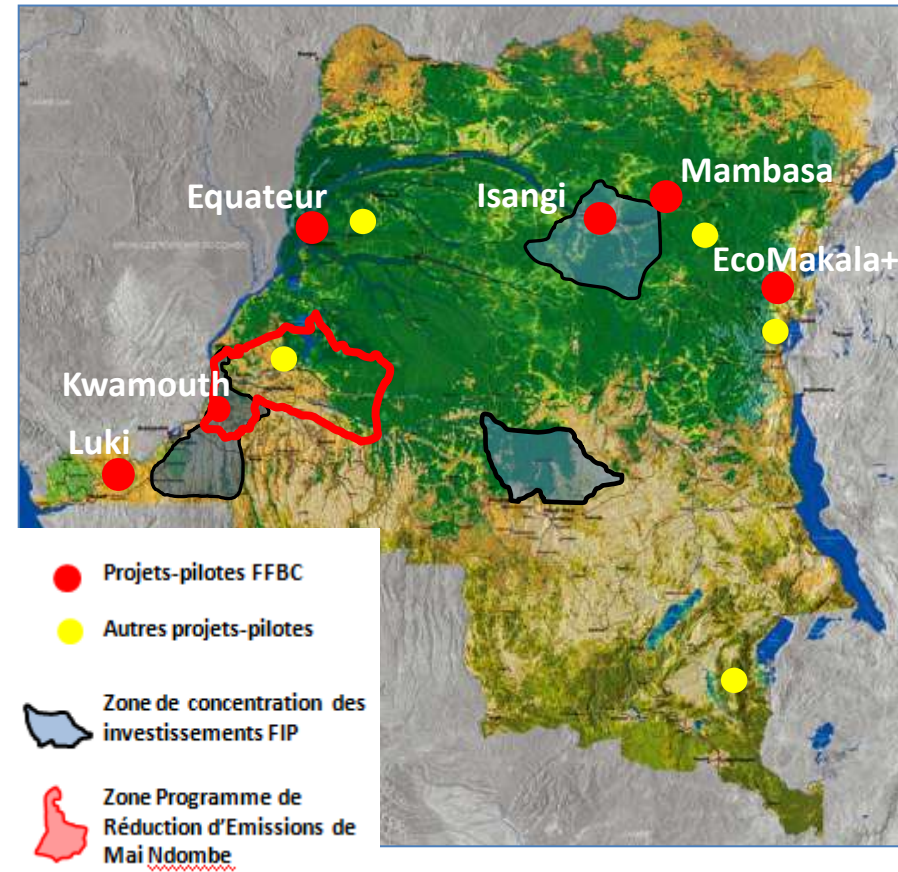 Mambasa
Equateur
Isangi
EcoMakala+
Kwamouth
Luki
Projets-pilotes FFBC
Autres projets-pilotes
Zone de concentration des
investissements FIP
Zone Programme de
Réduction d’Emissions de
Mai Ndombe